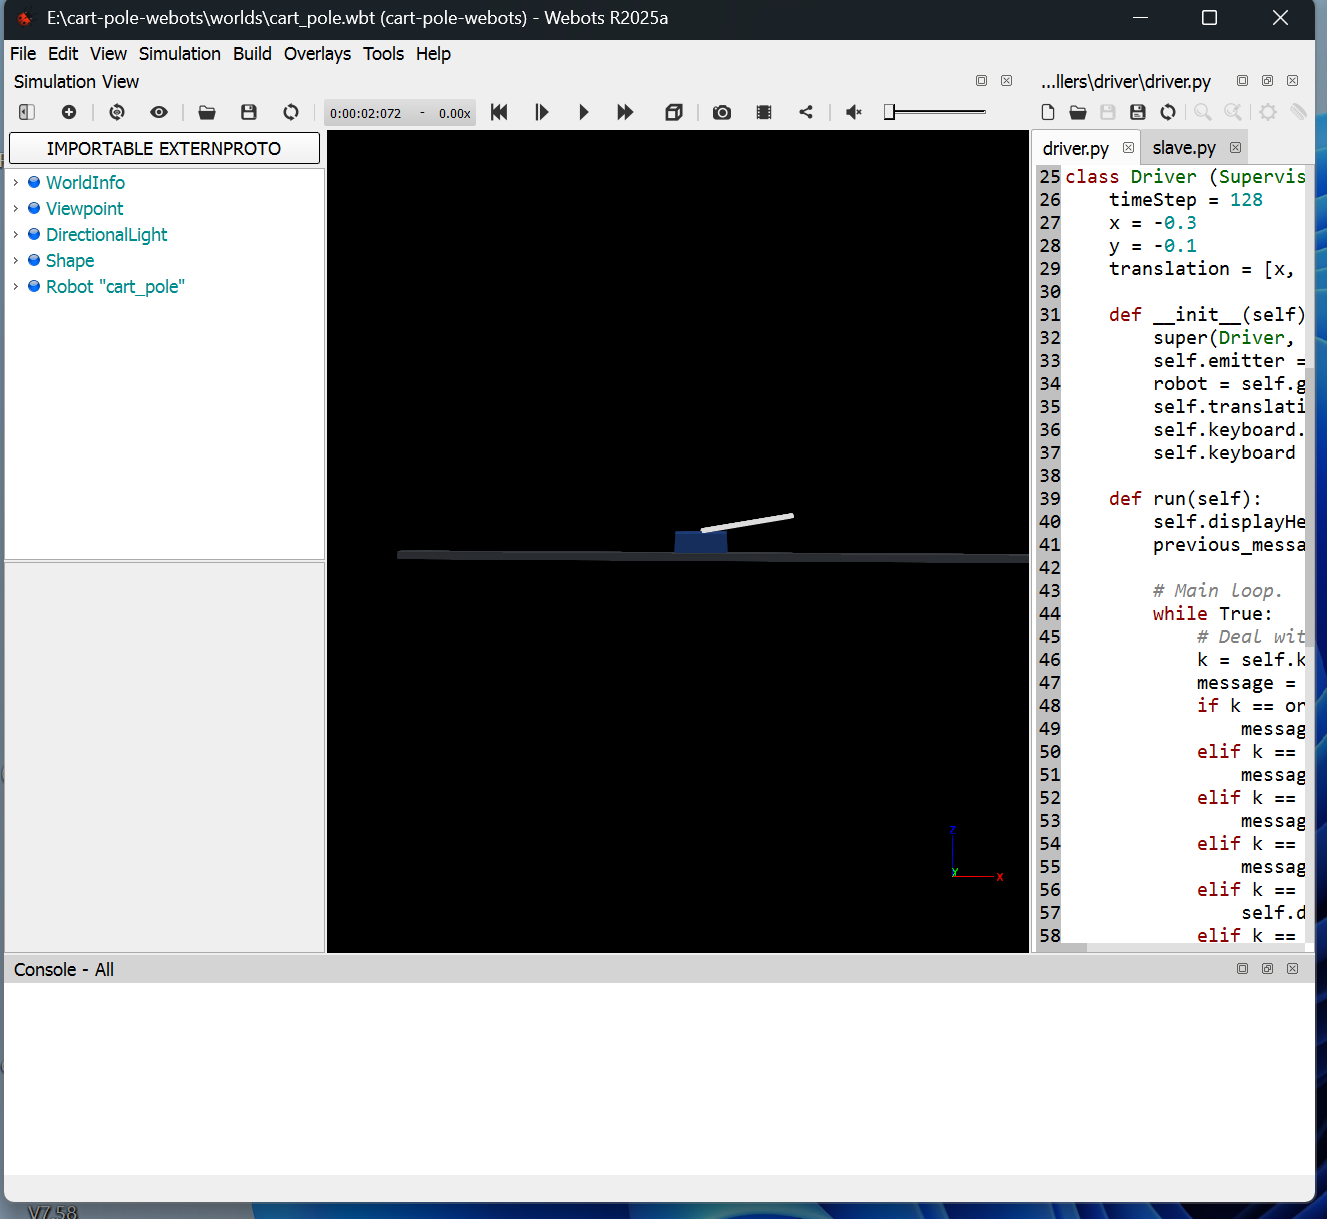 E:\cart-pole-webots\worlds\cart_pole.wbt (cart-pole-webots) - Webots R2025a
File Edit View Simulation Build Overlays Tools Help
Simulation View
...llers\driver\driver.py
0:00:02:072 - 0.00x
IMPORTABLE EXTERNPROTO
WorldInfo
Viewpoint
DirectionalLight
Shape
Robot "cart_pole"
Z
Y
X
driver.py
slave.py
25 class Driver (Supervis
26 timeStep = 128
27 x = -0.3
28 y = -0.1
29 translation = [x,
30
31 def __init__(self)
32 super(Driver,
33 self.emitter =
34 robot = self.g
35 self.translati
36 self.keyboard.
37 self.keyboard
38
39 def run(self):
40 self.displayHe
41 previous_messa
42
43 # Main loop.
44 while True:
45 # Deal wit
46 k = self.k
47 message =
48 if k == or
49 messag
50 elif k ==
51 messag
52 elif k ==
53 messag
54 elif k ==
55 messag
56 elif k ==
57 self.d
58 elif k ==
Console - All
V7.58